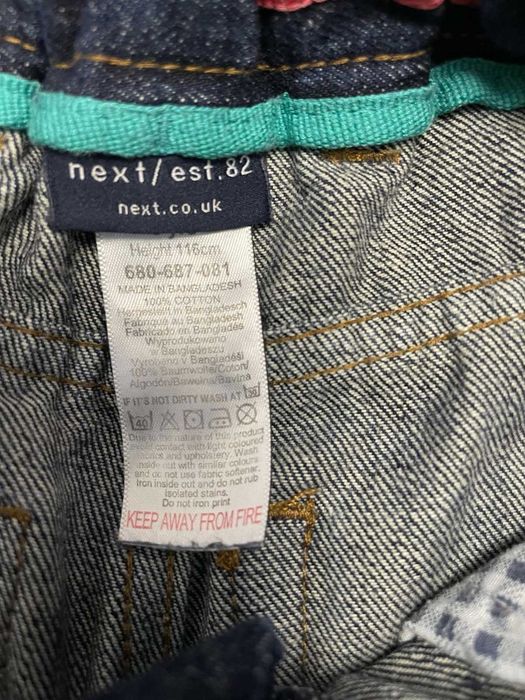 next/est.82
next.co.uk
Height 116cm
680-687-081
MADE IN BANGLADESH
100% COTTON
Hergestellt in Bangladesch
Fabriqué au Bangladesh
Fabricado en Bangladés
Wyprodukowano
w Bangladeszu
Vyrobeno v Bangladéši
100% Baumwolle/Coton/
Algodón/Bawełna/Bavlna
IF IT'S NOT DIRTY WASH AT 30
40
Due to the nature of this product
avoid contact with light coloured
and upholstery. Wash
inside out with similar colours
and do not use fabric softener.
Iron inside out and do not rub
isolated stains.
Do not iron print
KEEP AWAY FROM FIRE